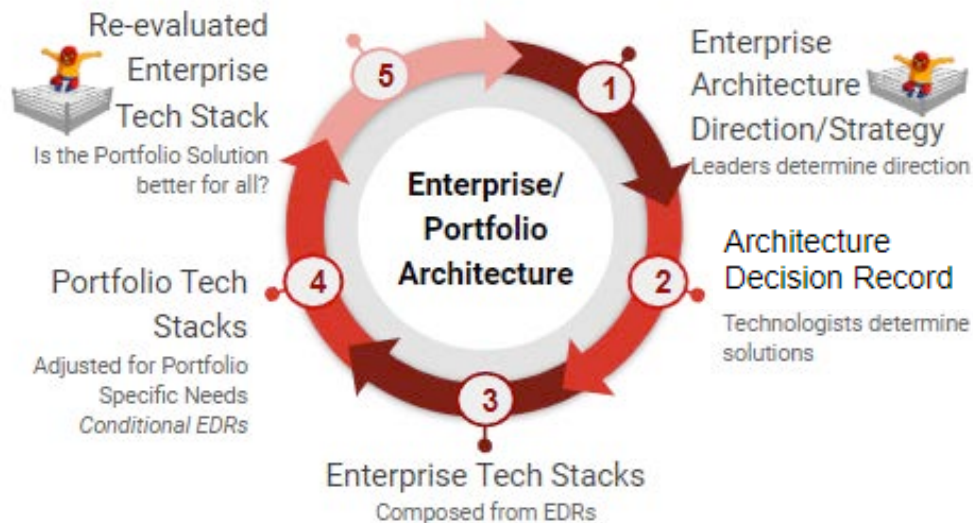 Re-evaluated
Enterprise
Tech Stack
Is the Portfolio Solution
better for all?
5
1
Enterprise
Architecture
Direction/Strategy
Leaders determine direction
Enterprise/
Portfolio
Architecture
Portfolio Tech
Stacks
Adjusted for Portfolio
Specific Needs
Conditional EDRs
4
2
Architecture
Decision Record
Technologists determine
solutions
3
Enterprise Tech Stacks
Composed from EDRs